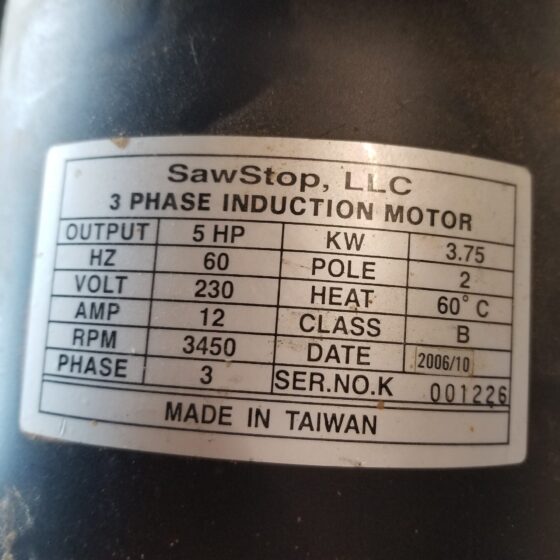 SawStop, LLC
3 PHASE INDUCTION MOTOR
OUTPUT 5 HP KW 3.75
HZ 60 POLE 2
VOLT 230 HEAT 60°C
AMP 12 CLASS B
RPM 3450 DATE 2006/10
PHASE 3 SER.NO.K 001226
MADE IN TAIWAN